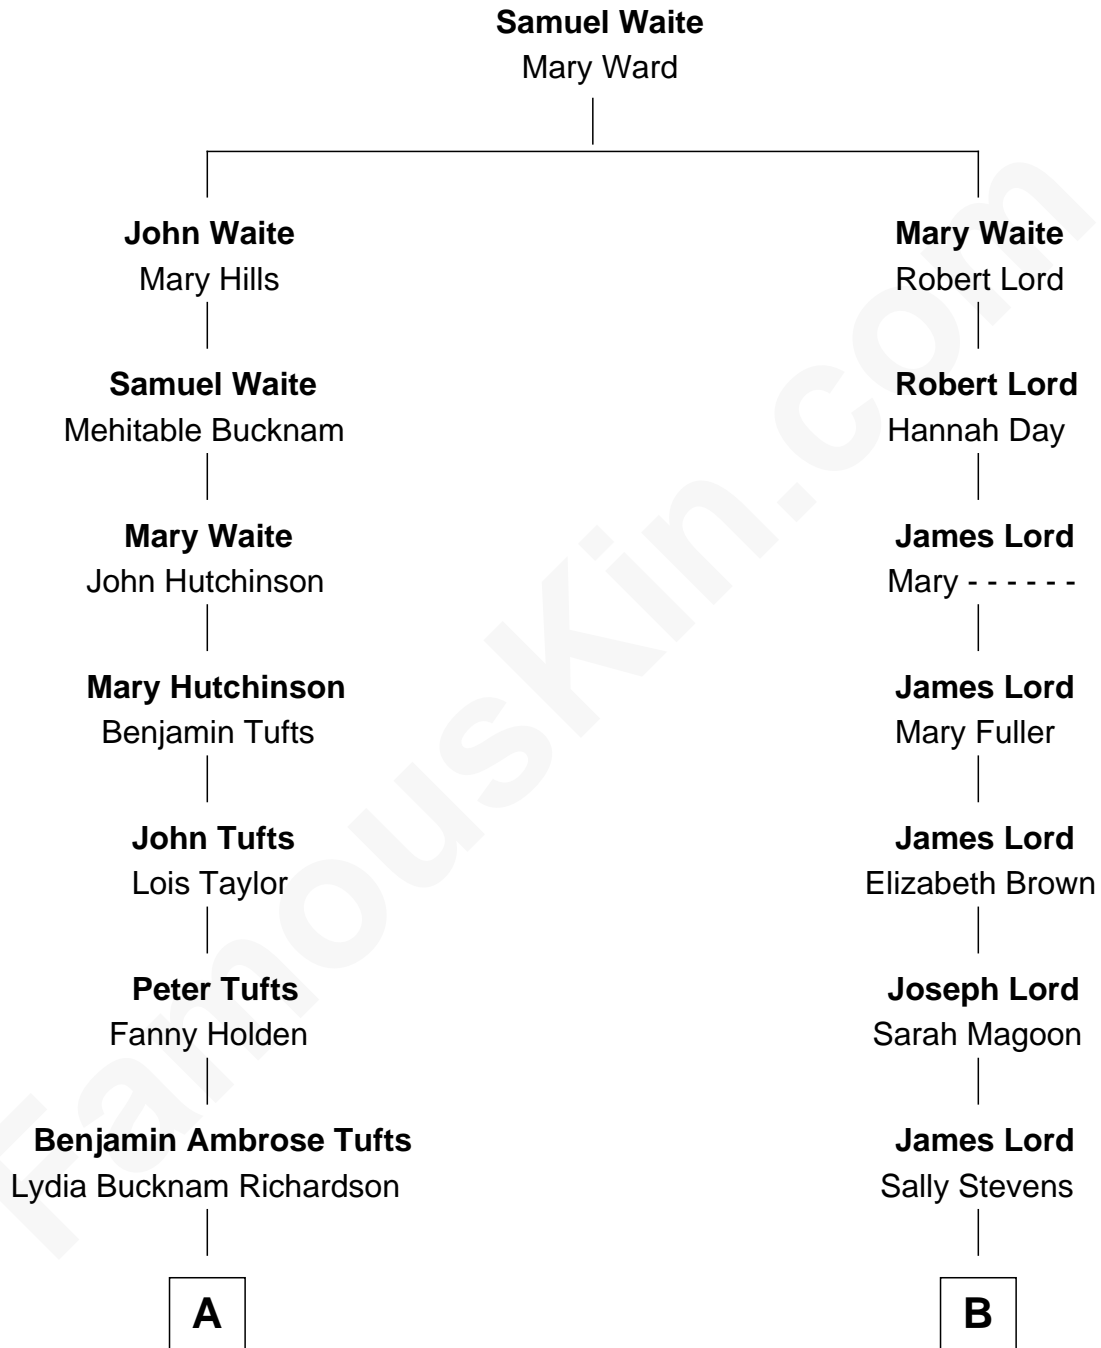 Samuel Waite
Mary Ward
John Waite
Mary Hills
Mary Waite
Robert Lord
Samuel Waite
Mehitable Bucknam
Robert Lord
Hannah Day
Mary Waite
John Hutchinson
James Lord
Mary - - - - - -
Mary Hutchinson
Benjamin Tufts
James Lord
Mary Fuller
John Tufts
Lois Taylor
James Lord
Elizabeth Brown
Peter Tufts
Fanny Holden
Joseph Lord
Sarah Magoon
Benjamin Ambrose Tufts
Lydia Bucknam Richardson
James Lord
Sally Stevens
A
B
FamousKin.com